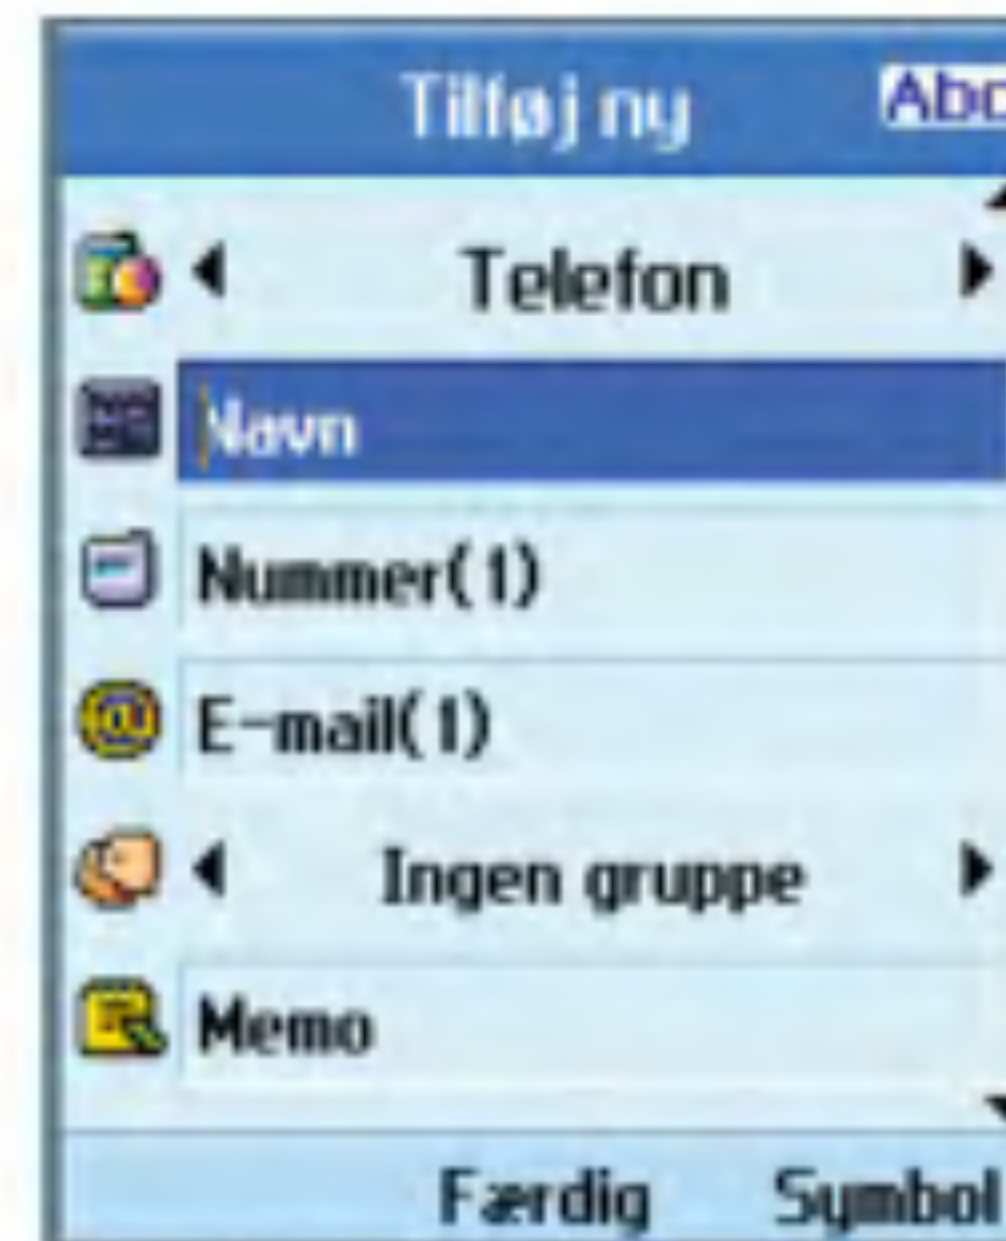 Tilføj ny Abc
Telefon
Navn
Nummer(1)
E-mail(1)
Ingen gruppe
Memo
Færdig Symbol